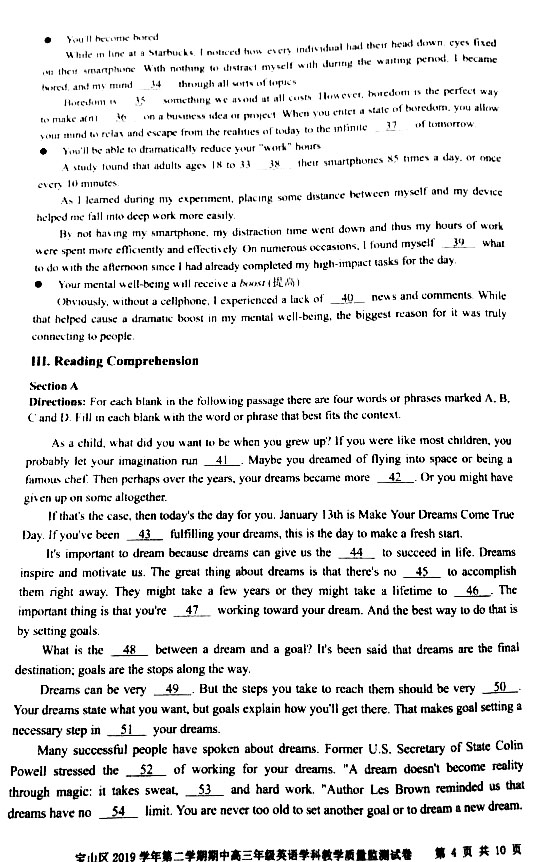 ● You'll become bored
While in line at a Starbucks, I noticed how every individual had their head down, eyes fixed
on their smartphone. With nothing to distract myself with during the waiting period, I became
bored, and my mind 34 through all sorts of topics.
Boredom is 35 something we avoid at all costs. However, boredom is the perfect way
to make a(n) 36 on a business idea or project. When you enter a state of boredom, you allow
your mind to relax and escape from the realities of today to the infinite 37 of tomorrow.
● You'll be able to dramatically reduce your "work" hours
A study found that adults ages 18 to 33 38 their smartphones 85 times a day, or once
every 10 minutes.
As I learned during my experiment, placing some distance between myself and my device
helped me fall into deep work more easily.
By not having my smartphone, my distraction time went down and thus my hours of work
were spent more efficiently and effectively. On numerous occasions, I found myself 39 what
to do with the afternoon since I had already completed my high-impact tasks for the day.
● Your mental well-being will receive a boost (提高)
Obviously, without a cellphone, I experienced a lack of 40 news and comments. While
that helped cause a dramatic boost in my mental well-being, the biggest reason for it was truly
connecting to people.
III. Reading Comprehension
Section A
Directions: For each blank in the following passage there are four words or phrases marked A, B,
C and D. Fill in each blank with the word or phrase that best fits the context.
As a child, what did you want to be when you grew up? If you were like most children, you
probably let your imagination run 41 . Maybe you dreamed of flying into space or being a
famous chef. Then perhaps over the years, your dreams became more 42 . Or you might have
given up on some altogether.
If that's the case, then today's the day for you. January 13th is Make Your Dreams Come True
Day. If you've been 43 fulfilling your dreams, this is the day to make a fresh start.
It's important to dream because dreams can give us the 44 to succeed in life. Dreams
inspire and motivate us. The great thing about dreams is that there's no 45 to accomplish
them right away. They might take a few years or they might take a lifetime to 46 . The
important thing is that you're 47 working toward your dream. And the best way to do that is
by setting goals.
What is the 48 between a dream and a goal? It's been said that dreams are the final
destination; goals are the stops along the way.
Dreams can be very 49 . But the steps you take to reach them should be very 50 .
Your dreams state what you want, but goals explain how you'll get there. That makes goal setting a
necessary step in 51 your dreams.
Many successful people have spoken about dreams. Former U.S. Secretary of State Colin
Powell stressed the 52 of working for your dreams. "A dream doesn't become reality
through magic: it takes sweat, 53 and hard work. "Author Les Brown reminded us that
dreams have no 54 limit. You are never too old to set another goal or to dream a new dream.
宝山区 2019 学年第二学期期中高三年级英语学科教学质量监测试卷 第 4 页 共 10 页